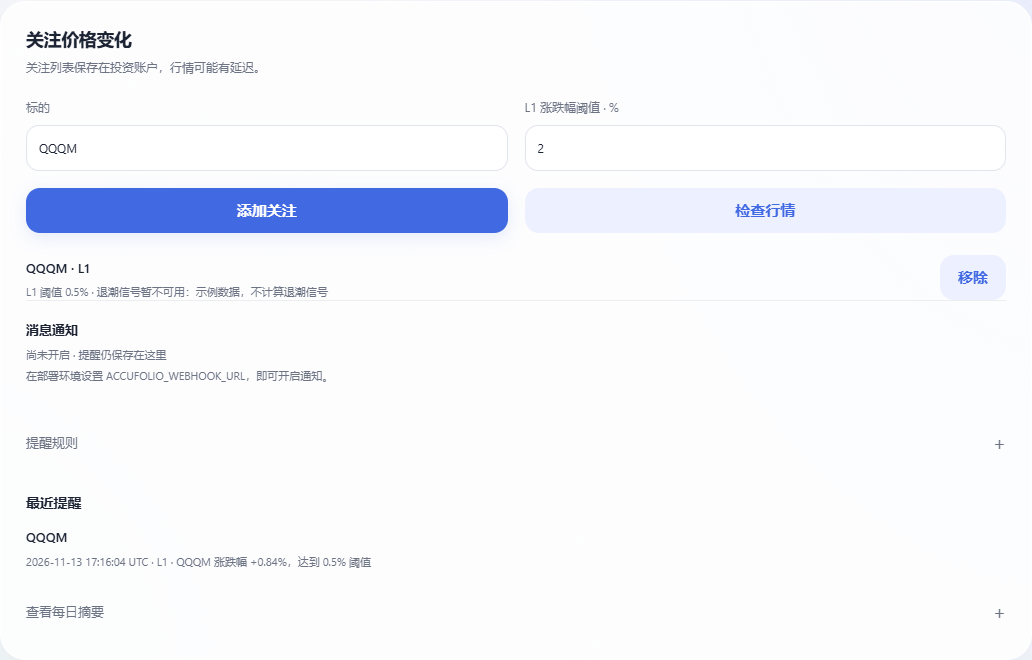 关注价格变化
关注列表保存在投资账户，行情可能有延迟。
标的
L1 涨跌幅阈值 · %
QQQM
2
添加关注
检查行情
QQQM · L1
L1 阈值 0.5% · 退潮信号暂不可用：示例数据，不计算退潮信号
移除
消息通知
尚未开启 · 提醒仍保存在这里
在部署环境设置 ACCUFOLIO_WEBHOOK_URL，即可开启通知。
提醒规则
+
最近提醒
QQQM
2026-11-13 17:16:04 UTC · L1 · QQQM 涨跌幅 +0.84%，达到 0.5% 阈值
查看每日摘要
+